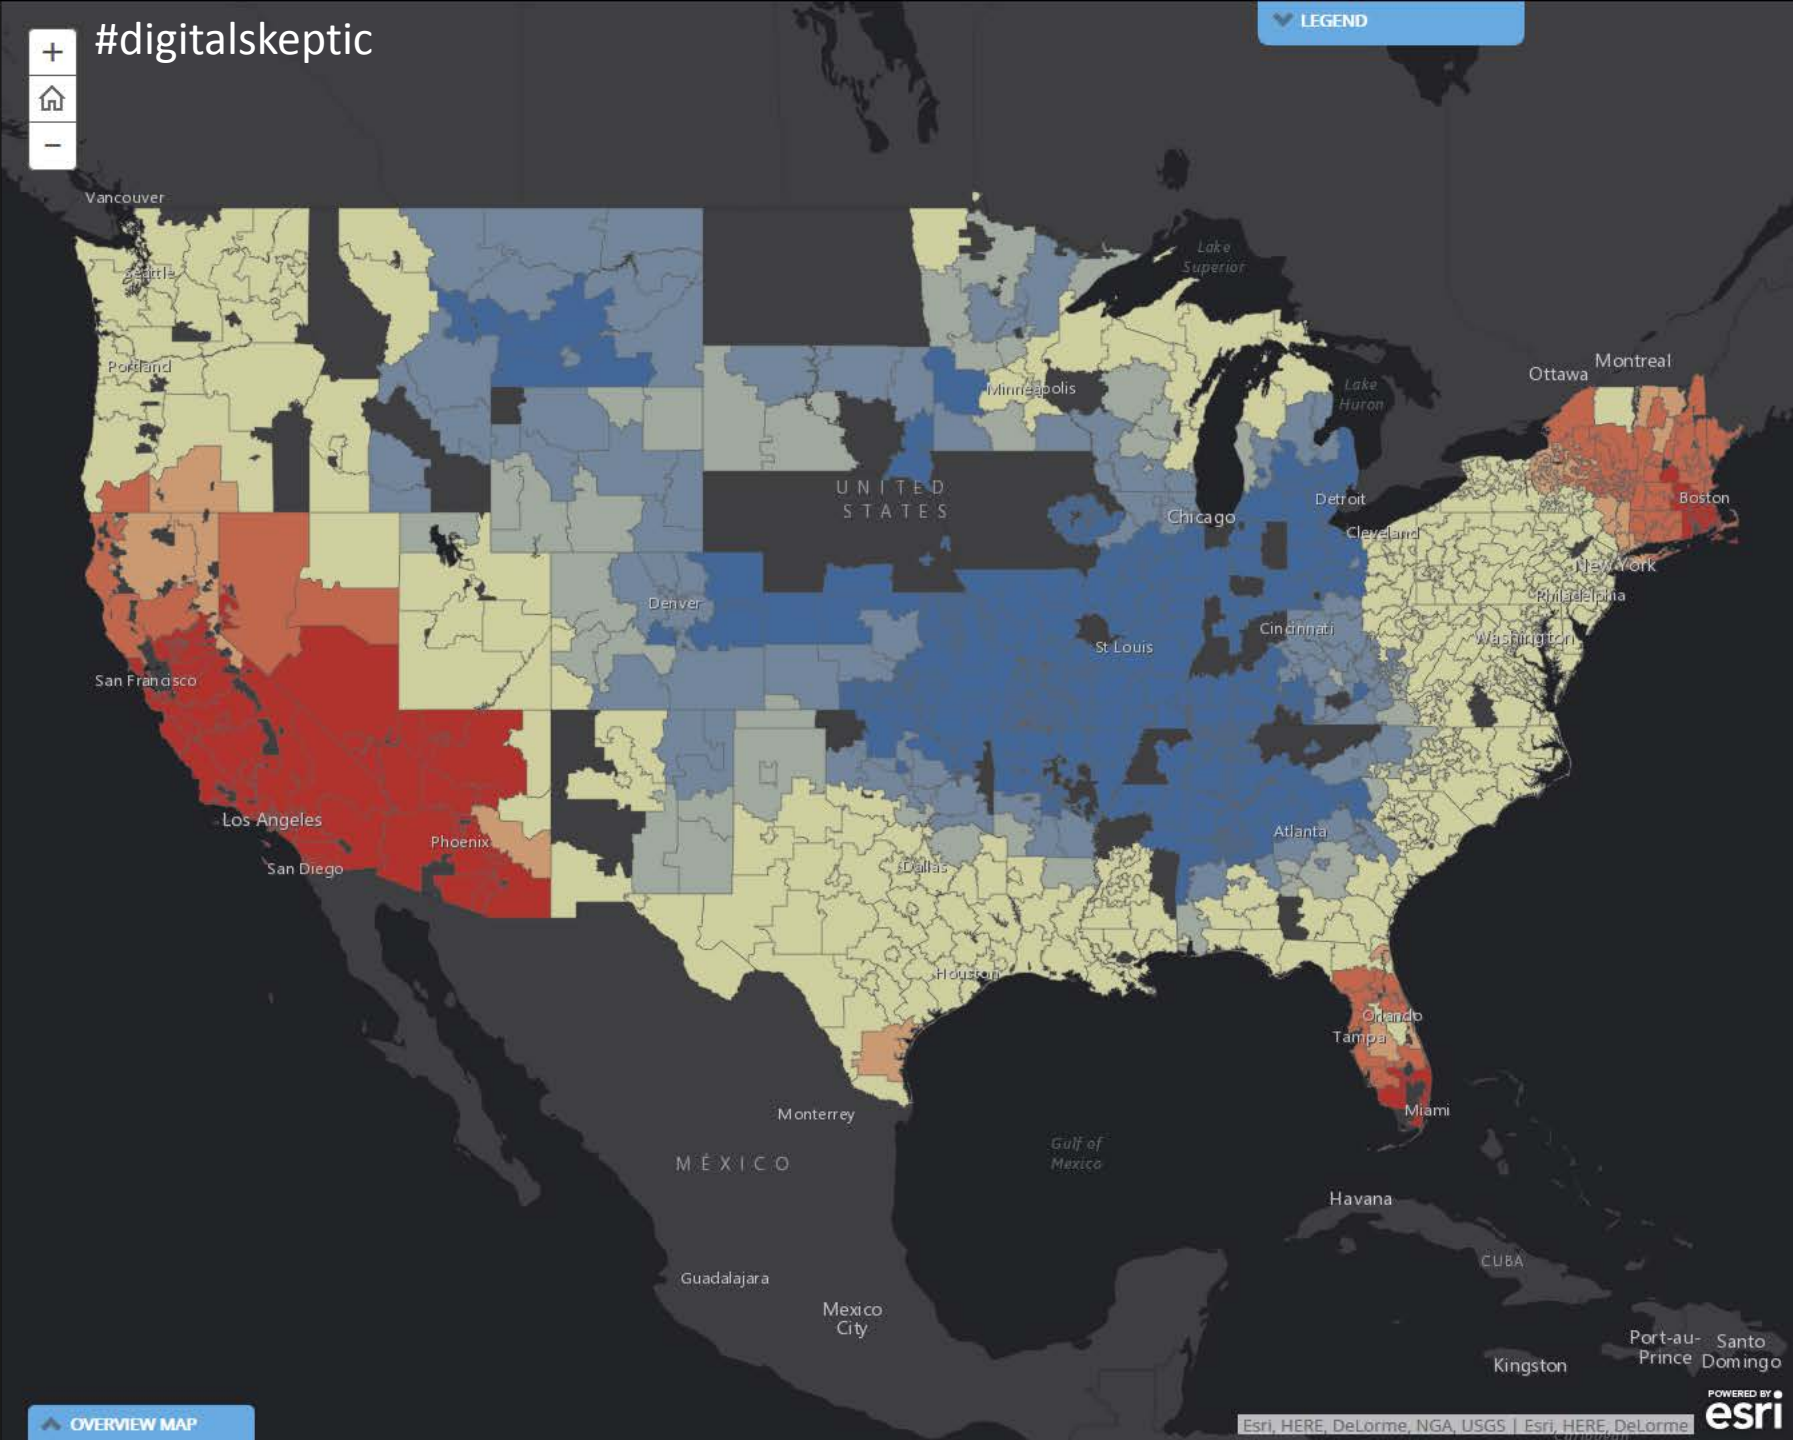 #digitalskeptic
LEGEND
+
−
Vancouver
Seattle
Portland
Lake
Superior
Minneapolis
Lake
Huron
Ottawa
Montreal
UNITED
STATES
Chicago
Detroit
Cleveland
Boston
New York
Philadelphia
Denver
St Louis
Cincinnati
Washington
San Francisco
Los Angeles
San Diego
Phoenix
Dallas
Atlanta
Houston
Orlando
Tampa
Miami
Monterrey
MÉXICO
Gulf of
Mexico
Havana
CUBA
Guadalajara
Mexico
City
Kingston
Port-au-
Prince
Santo
Domingo
OVERVIEW MAP
POWERED BY
esri
Esri, HERE, DeLorme, NGA, USGS | Esri, HERE, DeLorme